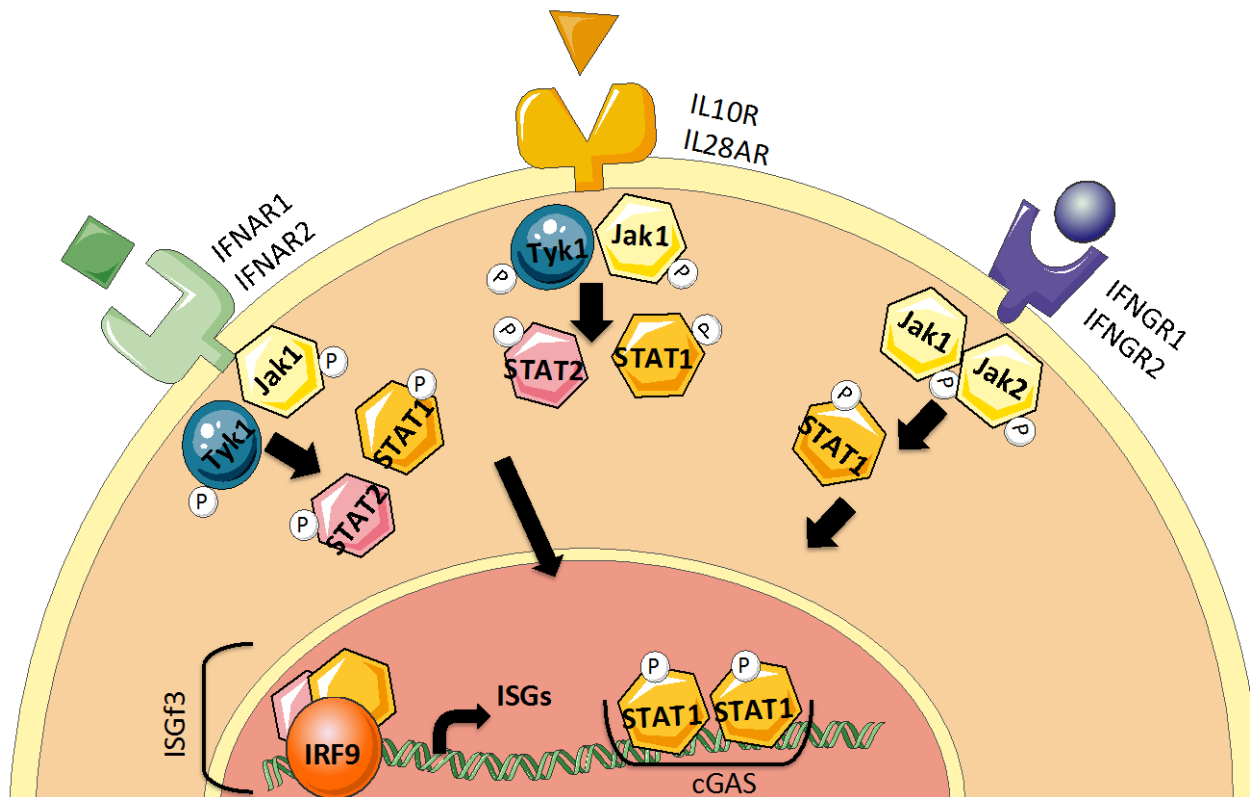 IL10R
IL28AR
IFNAR1
IFNAR2
IFNGR1
IFNGR2
Tyk1
Jak1
P
P
P
STAT2
STAT1
P
Jak1
P
Tyk1
P
P
STAT1
P
STAT2
Jak1
P
Jak2
P
P
STAT1
ISGf3
IRF9
ISGs
P
STAT1
P
STAT1
cGAS